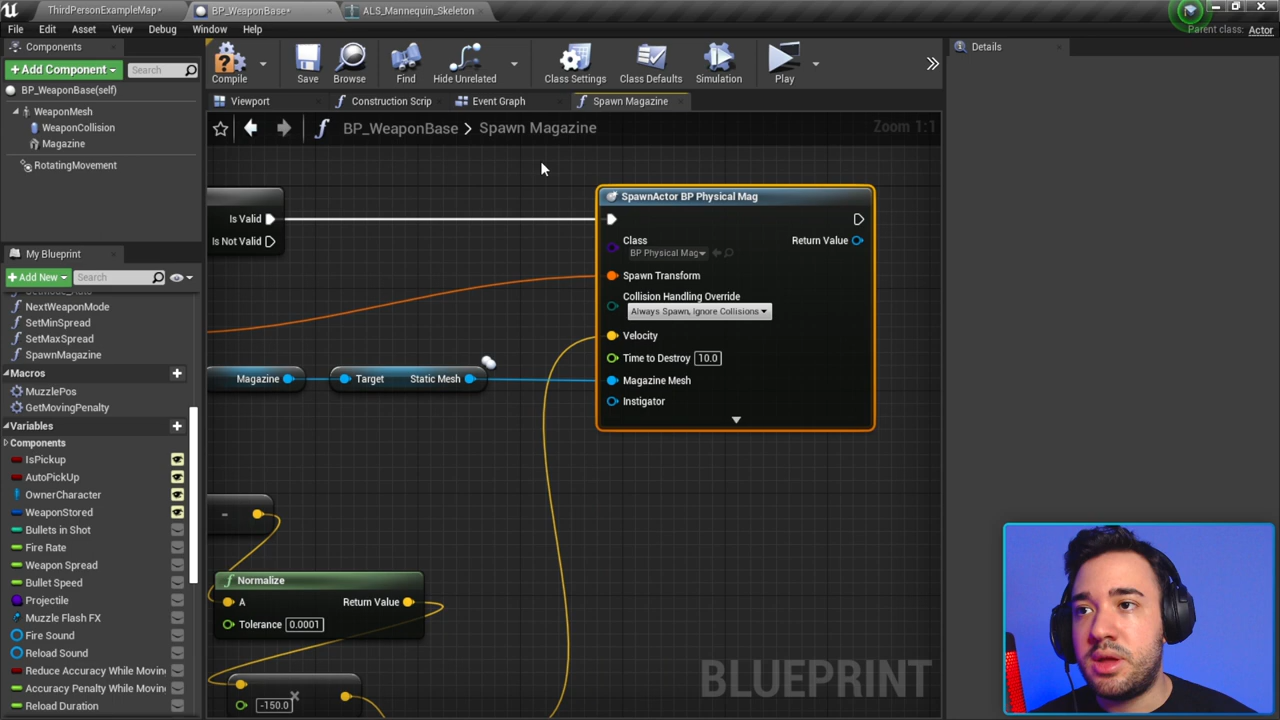 ThirdPersonExampleMap*
BP_WeaponBase*
ALS_Mannequin_Skeleton
File Edit Asset View Debug Window Help
Parent class: Actor
Components
Details
+Add Component
Search
Compile
Save
Browse
Find
Hide Unrelated
Class Settings
Class Defaults
Simulation
Play
BP_WeaponBase(self)
WeaponMesh
WeaponCollision
Magazine
RotatingMovement
Viewport
Construction Scrip
Event Graph
Spawn Magazine
BP_WeaponBase > Spawn Magazine
Zoom 1:1
My Blueprint
+Add New
Search
NextWeaponMode
SetMinSpread
SetMaxSpread
SpawnMagazine
Macros
MuzzlePos
GetMovingPenalty
Variables
Components
IsPickup
AutoPickUp
OwnerCharacter
WeaponStored
Bullets in Shot
Fire Rate
Weapon Spread
Bullet Speed
Projectile
Muzzle Flash FX
Fire Sound
Reload Sound
Reduce Accuracy While Movin
Accuracy Penalty While Movin
Reload Duration
Is Valid
Is Not Valid
Magazine
Target Static Mesh
SpawnActor BP Physical Mag
Class
BP Physical Mag
Return Value
Spawn Transform
Collision Handling Override
Always Spawn, Ignore Collisions
Velocity
Time to Destroy 10.0
Magazine Mesh
Instigator
-
Normalize
A Return Value
Tolerance 0.0001
-150.0
BLUEPRINT